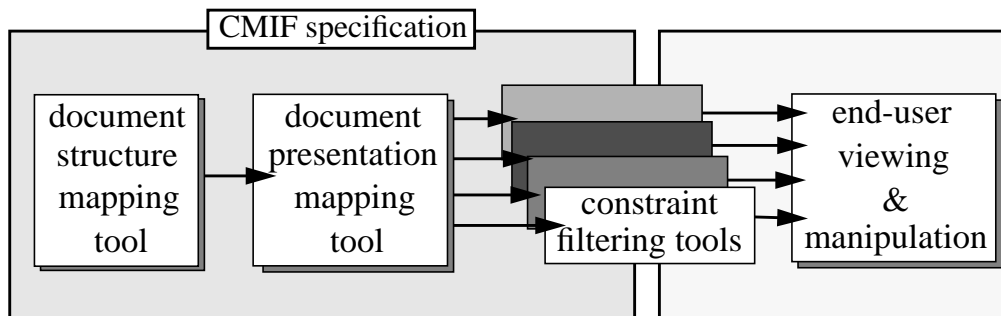 CMIF specification
document
structure
mapping
tool
document
presentation
mapping
tool
constraint
filtering tools
end-user
viewing
&
manipulation